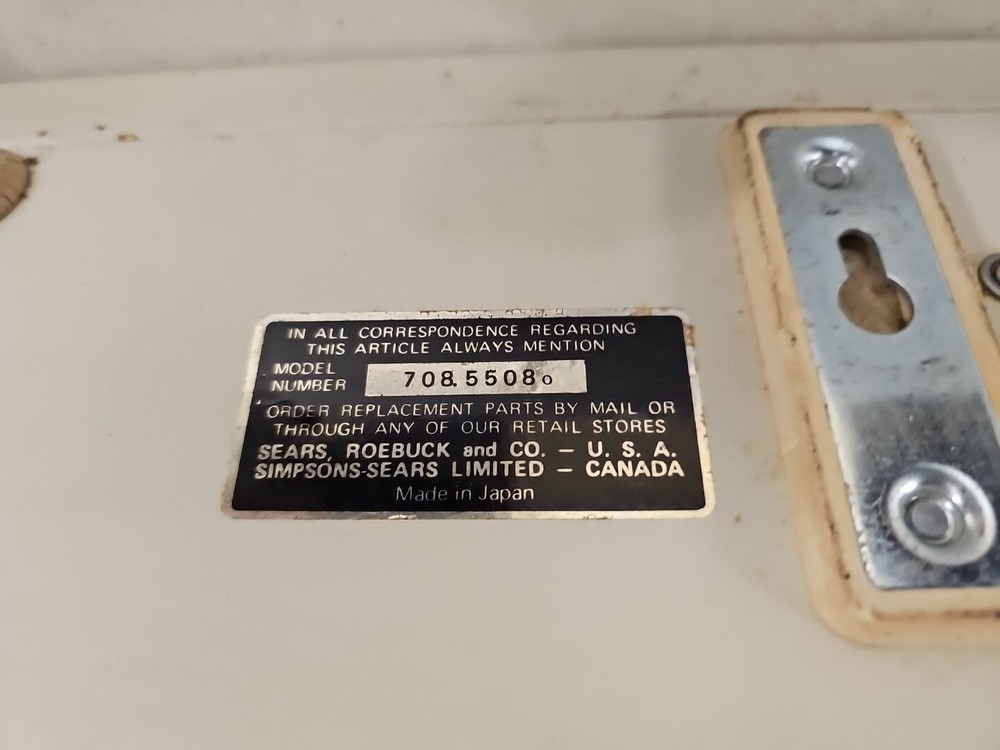 IN ALL CORRESPONDENCE REGARDING
THIS ARTICLE ALWAYS MENTION
MODEL
NUMBER 708.5508o
ORDER REPLACEMENT PARTS BY MAIL OR
THROUGH ANY OF OUR RETAIL STORES
SEARS, ROEBUCK and CO. – U. S. A.
SIMPSONS-SEARS LIMITED – CANADA
Made in Japan